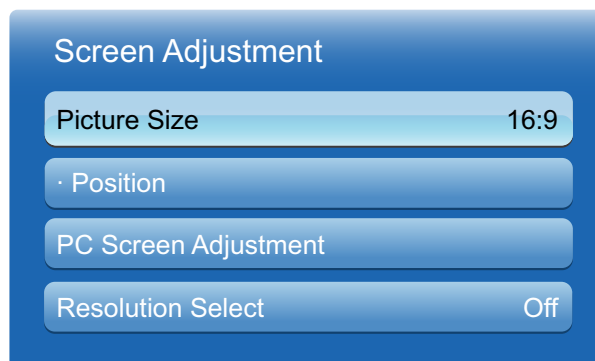 Screen Adjustment
Picture Size 16:9
· Position
PC Screen Adjustment
Resolution Select Off